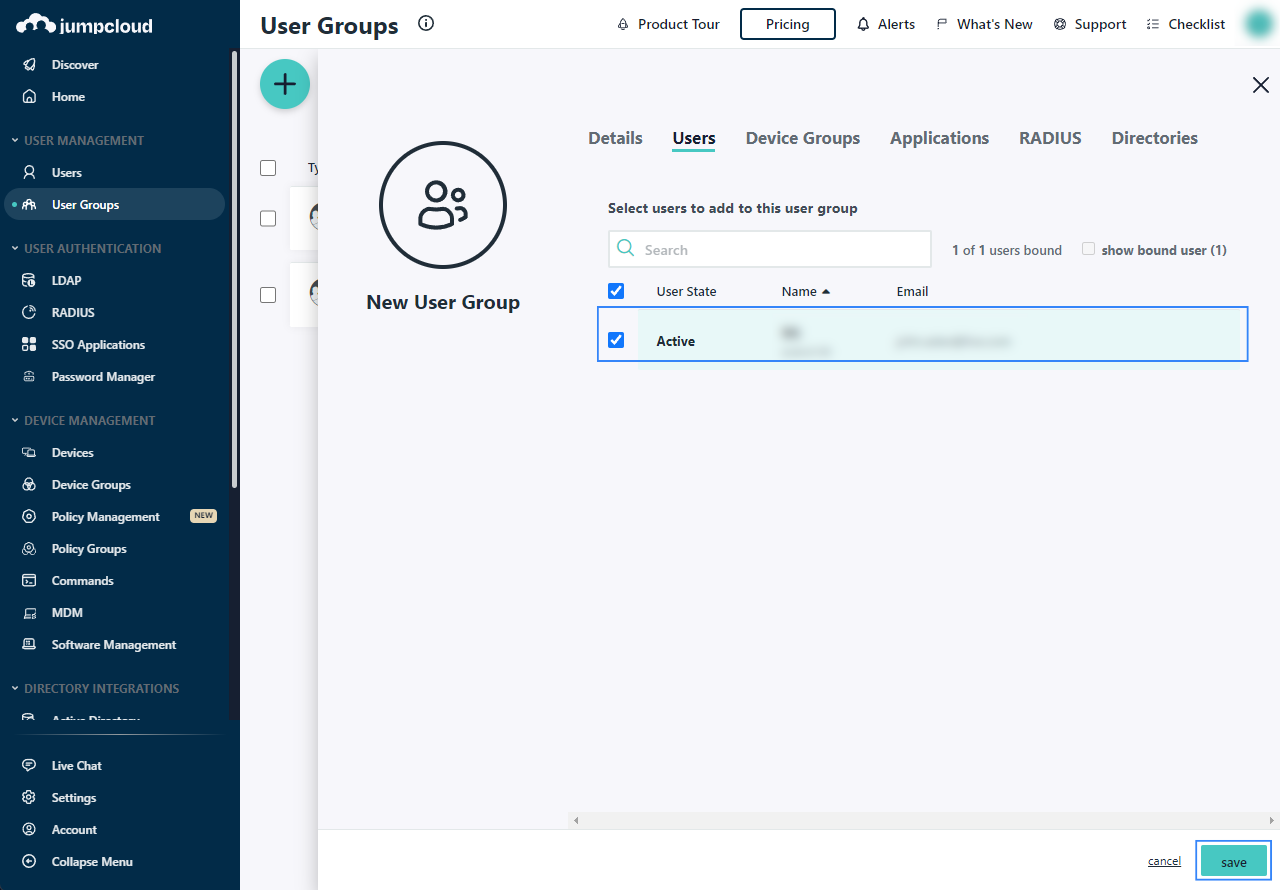 jumpcloud
Discover
Home
USER MANAGEMENT
Users
User Groups
USER AUTHENTICATION
LDAP
RADIUS
SSO Applications
Password Manager
DEVICE MANAGEMENT
Devices
Device Groups
Policy Management NEW
Policy Groups
Commands
MDM
Software Management
DIRECTORY INTEGRATIONS
Active Directory
Live Chat
Settings
Account
Collapse Menu
User Groups
Product Tour
Pricing
Alerts
What's New
Support
Checklist
Ty
New User Group
Details Users Device Groups Applications RADIUS Directories
Select users to add to this user group
Search 1 of 1 users bound show bound user (1)
User State Name Email
Active
cancel save